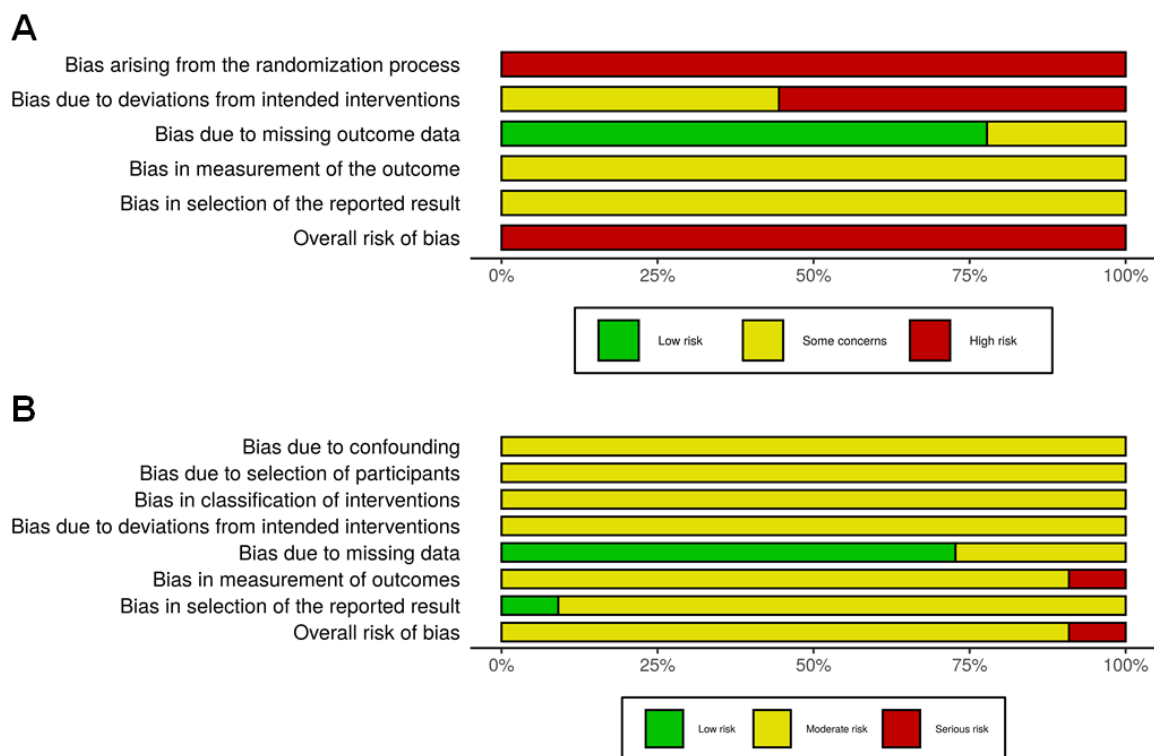 A
Bias arising from the randomization process
Bias due to deviations from intended interventions
Bias due to missing outcome data
Bias in measurement of the outcome
Bias in selection of the reported result
Overall risk of bias
0% 25% 50% 75% 100%
Low risk Some concerns High risk
B
Bias due to confounding
Bias due to selection of participants
Bias in classification of interventions
Bias due to deviations from intended interventions
Bias due to missing data
Bias in measurement of outcomes
Bias in selection of the reported result
Overall risk of bias
0% 25% 50% 75% 100%
Low risk Moderate risk Serious risk